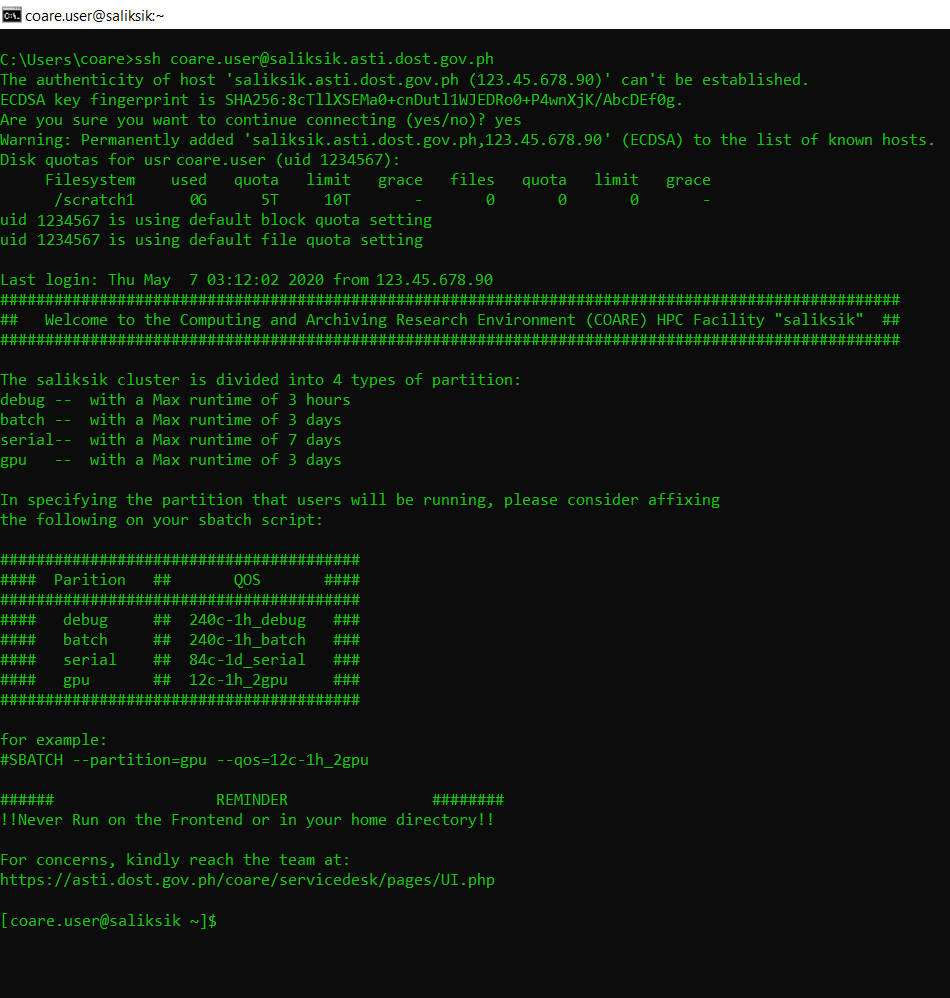 coare.user@saliksik:~
C:\Users\coare>ssh coare.user@saliksik.asti.dost.gov.ph
The authenticity of host 'saliksik.asti.dost.gov.ph (123.45.678.90)' can't be established.
ECDSA key fingerprint is SHA256:8cTllXSEMa0+cnDutl1WJEDRo0+P4wnXjK/AbcDEf0g.
Are you sure you want to continue connecting (yes/no)? yes
Warning: Permanently added 'saliksik.asti.dost.gov.ph,123.45.678.90' (ECDSA) to the list of known hosts.
Disk quotas for usr coare.user (uid 1234567):
     Filesystem    used   quota   limit   grace   files   quota   limit   grace
      /scratch1      0G      5T     10T       -       0       0       0       -
uid 1234567 is using default block quota setting
uid 1234567 is using default file quota setting
Last login: Thu May  7 03:12:02 2020 from 123.45.678.90
####################################################################################################
##   Welcome to the Computing and Archiving Research Environment (COARE) HPC Facility "saliksik"  ##
####################################################################################################
The saliksik cluster is divided into 4 types of partition:
debug --  with a Max runtime of 3 hours
batch --  with a Max runtime of 3 days
serial--  with a Max runtime of 7 days
gpu   --  with a Max runtime of 3 days
In specifying the partition that users will be running, please consider affixing
the following on your sbatch script:
########################################
####  Parition   ##       QOS       ####
########################################
####   debug     ##  240c-1h_debug   ###
####   batch     ##  240c-1h_batch   ###
####   serial    ##  84c-1d_serial   ###
####   gpu       ##  12c-1h_2gpu     ###
########################################
for example:
#SBATCH --partition=gpu --qos=12c-1h_2gpu
######                  REMINDER                ########
!!Never Run on the Frontend or in your home directory!!
For concerns, kindly reach the team at:
https://asti.dost.gov.ph/coare/servicedesk/pages/UI.php
[coare.user@saliksik ~]$